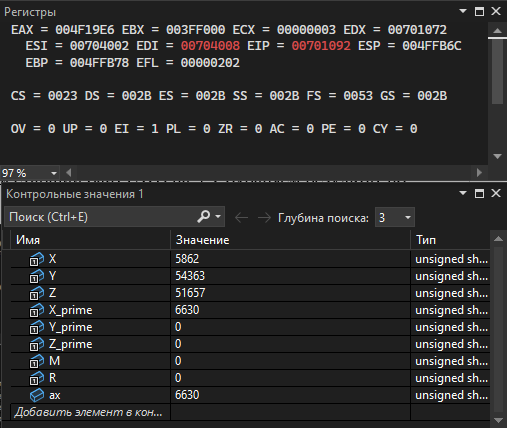 Регистры
EAX = 004F19E6 EBX = 003FF000 ECX = 00000003 EDX = 00701072
ESI = 00704002 EDI = 00704008 EIP = 00701092 ESP = 004FFB6C
EBP = 004FFB78 EFL = 00000202
CS = 0023 DS = 002B ES = 002B SS = 002B FS = 0053 GS = 002B
OV = 0 UP = 0 EI = 1 PL = 0 ZR = 0 AC = 0 PE = 0 CY = 0
97 %
Контрольные значения 1
Поиск (Ctrl+E) Глубина поиска: 3
Имя Значение Тип
X 5862 unsigned sh...
Y 54363 unsigned sh...
Z 51657 unsigned sh...
X_prime 6630 unsigned sh...
Y_prime 0 unsigned sh...
Z_prime 0 unsigned sh...
M 0 unsigned sh...
R 0 unsigned sh...
ax 6630 unsigned sh...
Добавить элемент в кон...